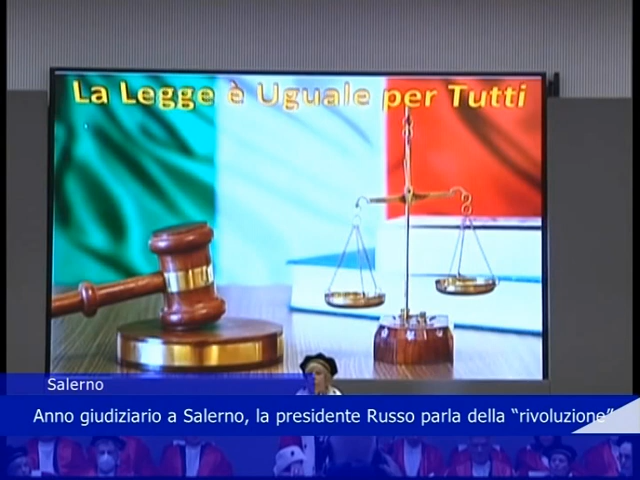 La Legge è Uguale per Tutti
Salerno
Anno giudiziario a Salerno, la presidente Russo parla della “rivoluzione”